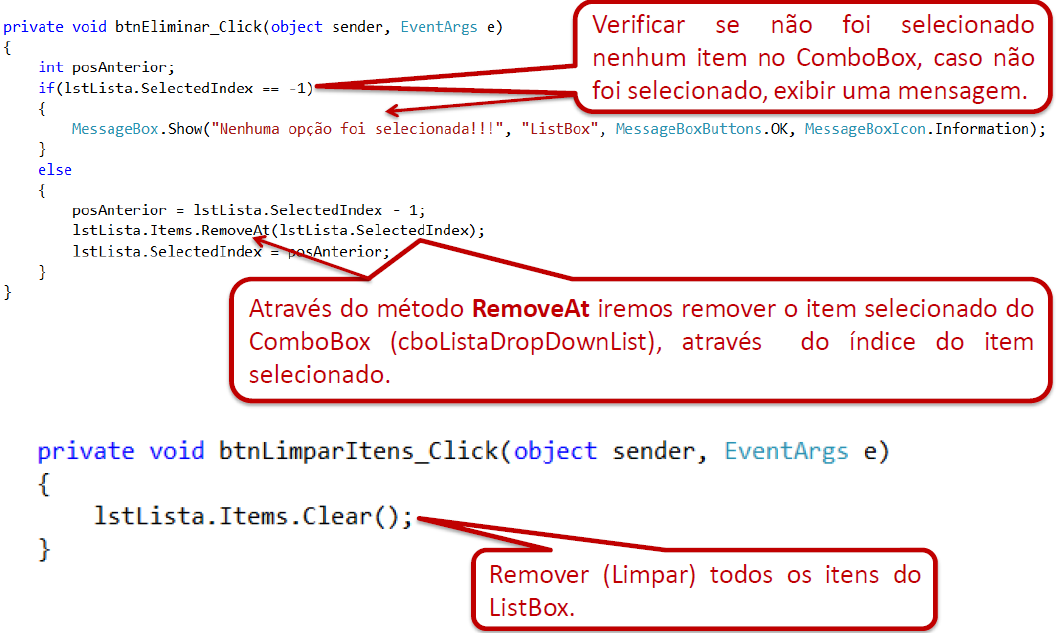 private void btnEliminar_Click(object sender, EventArgs e)
{
int posAnterior;
if(lstLista.SelectedIndex == -1)
{
MessageBox.Show("Nenhuma opção foi selecionada!!!", "ListBox", MessageBoxButtons.OK, MessageBoxIcon.Information);
}
else
{
posAnterior = lstLista.SelectedIndex - 1;
lstLista.Items.RemoveAt(lstLista.SelectedIndex);
lstLista.SelectedIndex = posAnterior;
}
}
Verificar se não foi selecionado
nenhum item no ComboBox, caso não
foi selecionado, exibir uma mensagem.
Através do método RemoveAt iremos remover o item selecionado do
ComboBox (cboListaDropDownList), através do índice do item
selecionado.
private void btnLimparItens_Click(object sender, EventArgs e)
{
lstLista.Items.Clear();
}
Remover (Limpar) todos os itens do
ListBox.